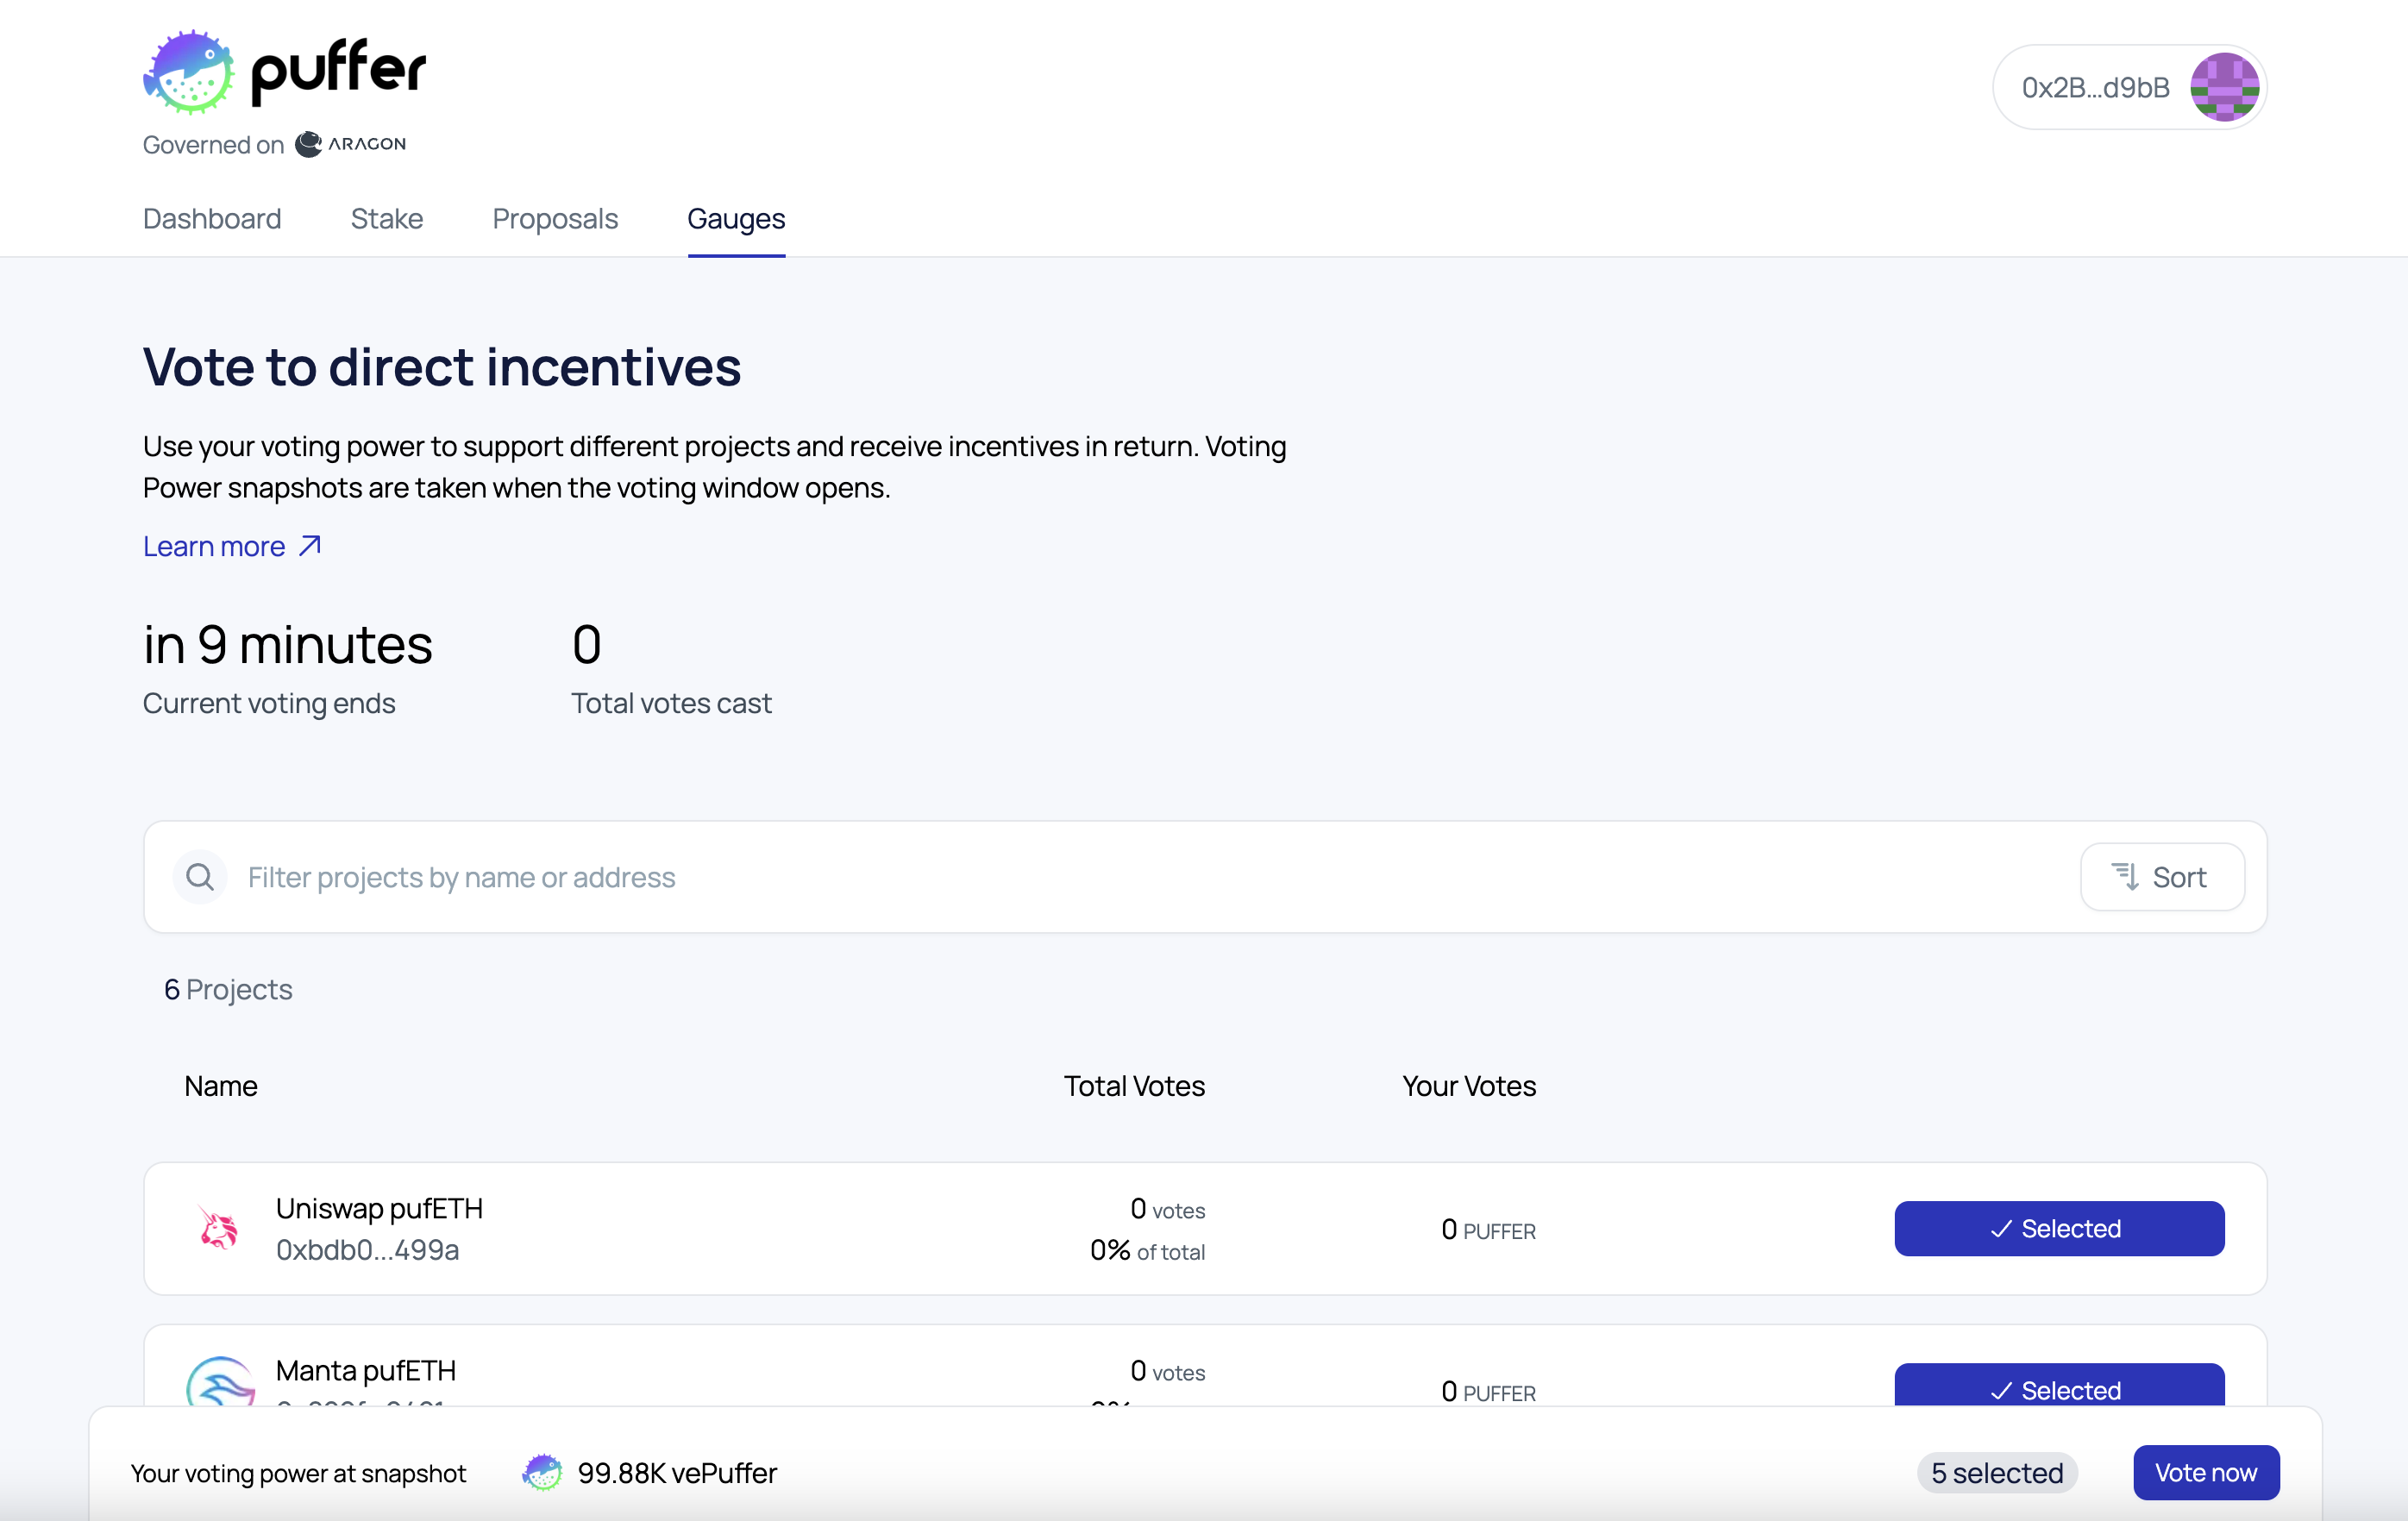 puffer
Governed on ARAGON
0x2B...d9bB
Dashboard Stake Proposals Gauges
Vote to direct incentives
Use your voting power to support different projects and receive incentives in return. Voting
Power snapshots are taken when the voting window opens.
Learn more
in 9 minutes 0
Current voting ends Total votes cast
Filter projects by name or address Sort
6 Projects
Name Total Votes Your Votes
Uniswap pufETH 0 votes
0xbdb0...499a 0% of total 0 PUFFER Selected
Manta pufETH 0 votes
0 PUFFER Selected
Your voting power at snapshot 99.88K vePuffer 5 selected Vote now